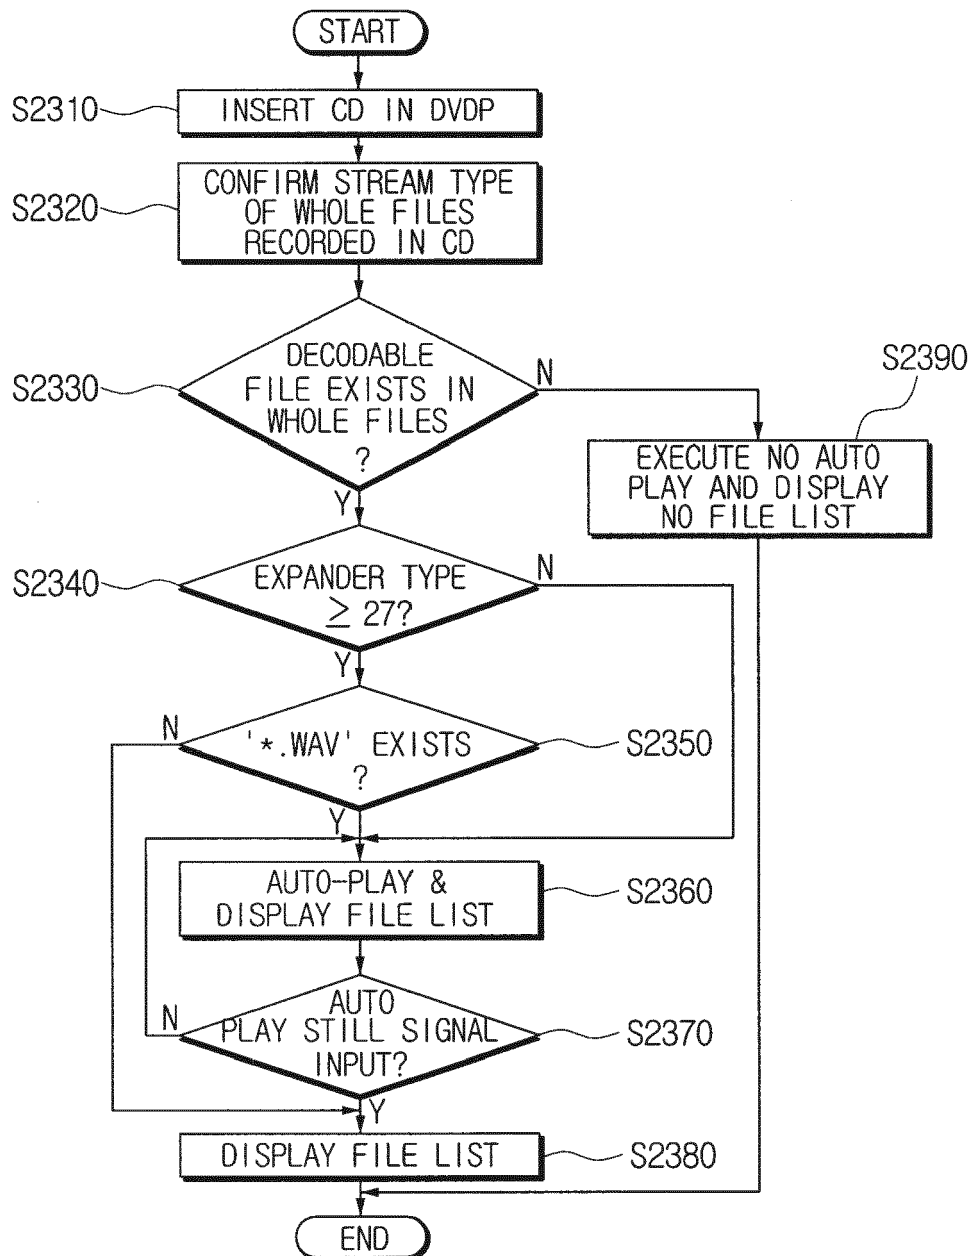 START
S2310
INSERT CD IN DVDP
S2320
CONFIRM STREAM TYPE
OF WHOLE FILES
RECORDED IN CD
S2330
DECODABLE
FILE EXISTS IN
WHOLE FILES
?
N
Y
S2390
EXECUTE NO AUTO
PLAY AND DISPLAY
NO FILE LIST
S2340
EXPANDER TYPE
≥ 27?
N
Y
N
'*.WAV' EXISTS
?
S2350
Y
AUTO-PLAY &
DISPLAY FILE LIST
S2360
N
AUTO
PLAY STILL SIGNAL
INPUT?
S2370
Y
DISPLAY FILE LIST
S2380
END